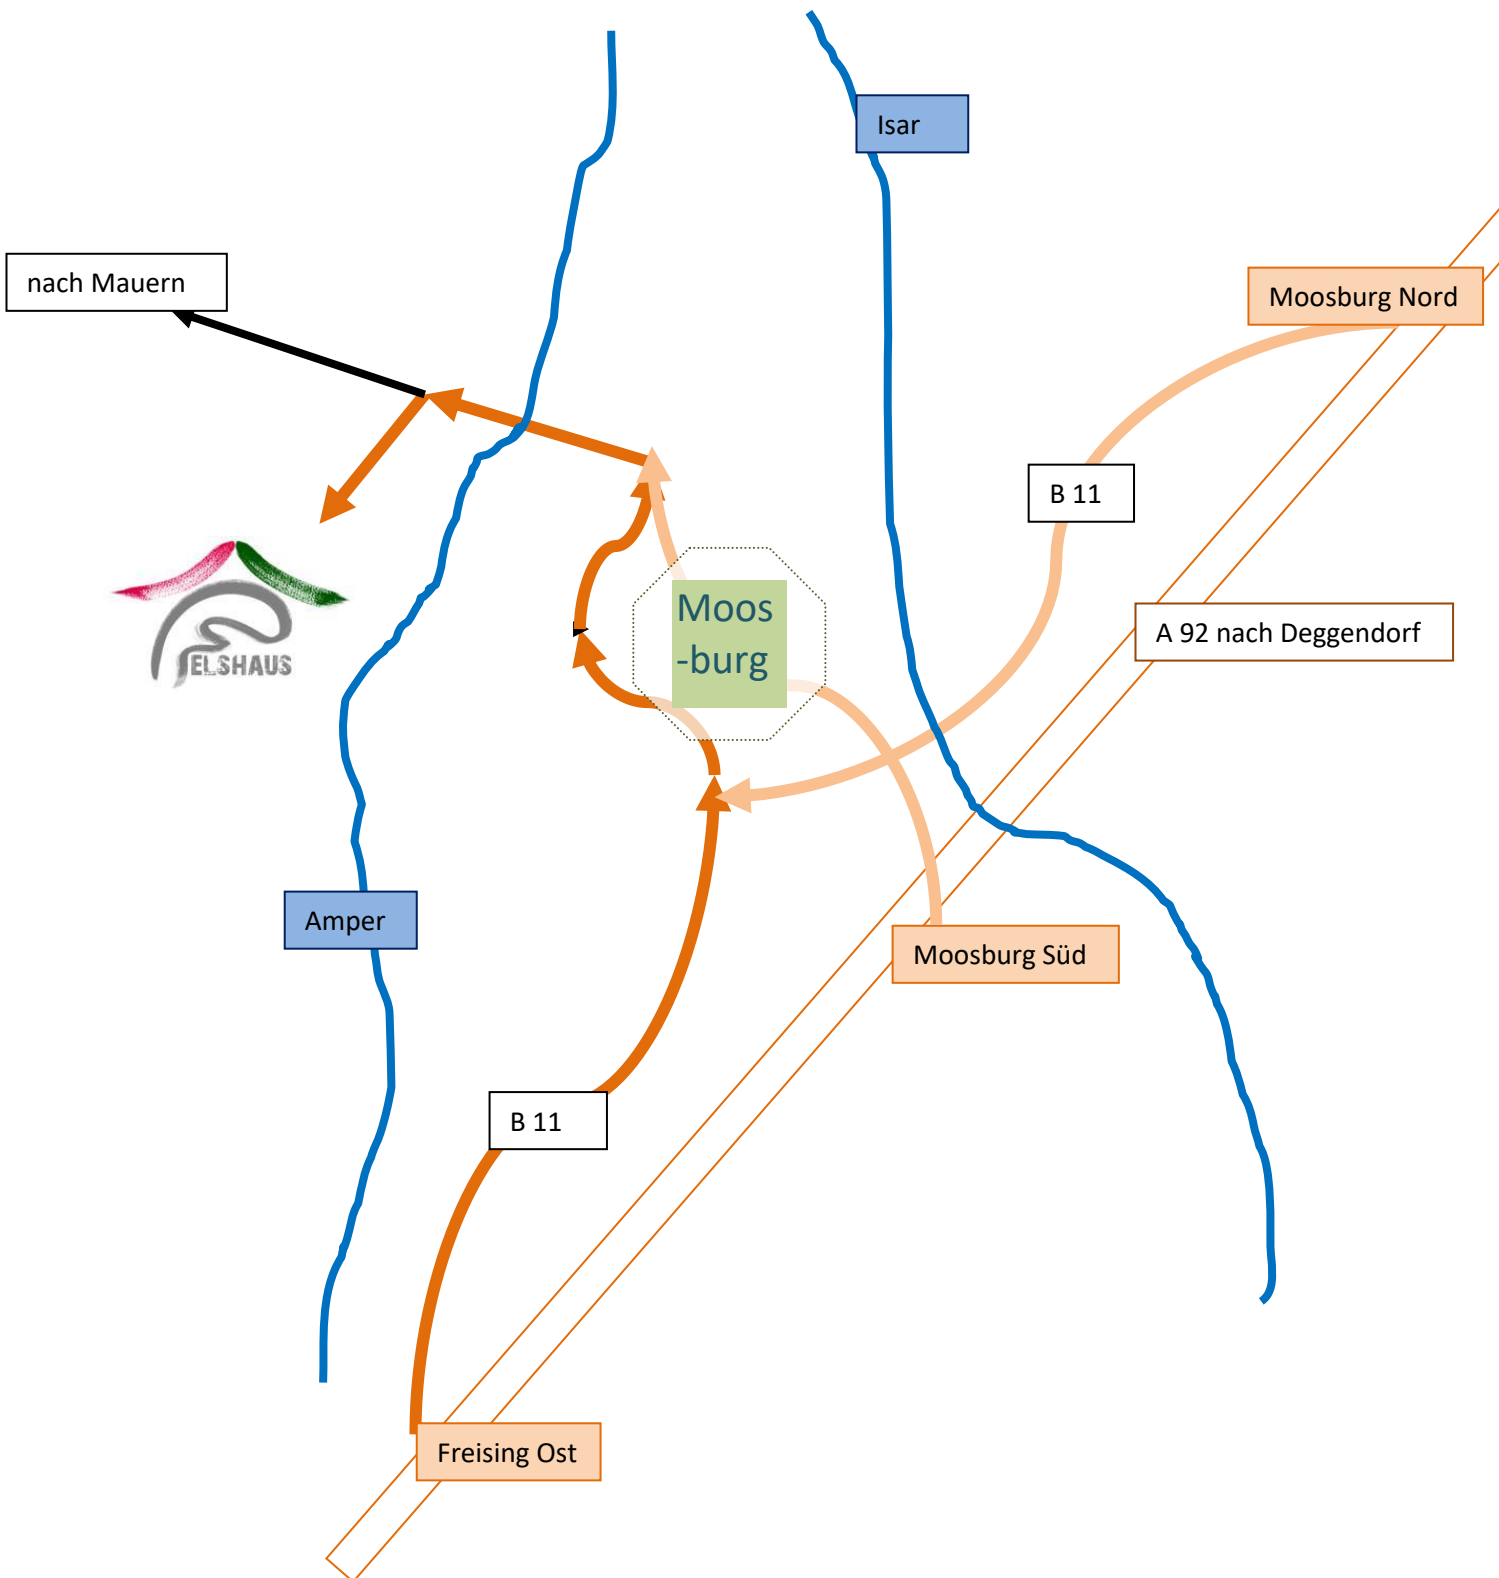 Isar
nach Mauern
Moosburg Nord
B 11
Moos
-burg
A 92 nach Deggendorf
ELSHAUS
Amper
Moosburg Süd
B 11
Freising Ost